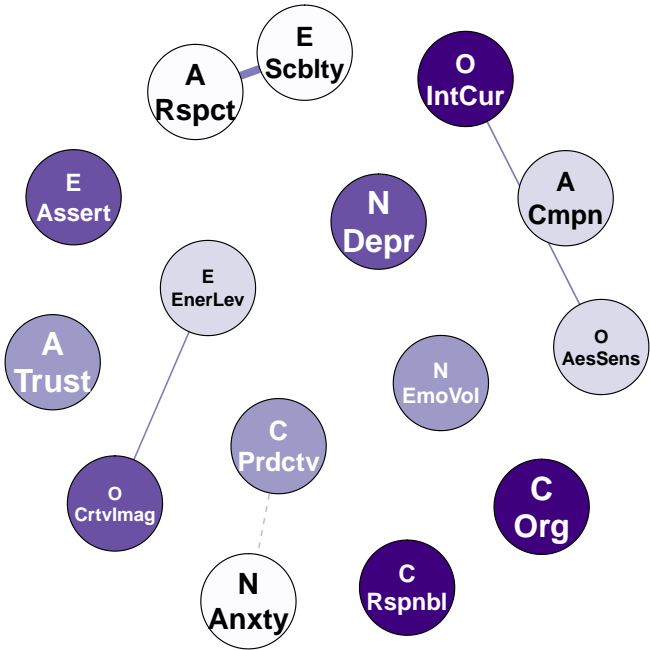 E
Scblty
A
Rspct
O
IntCur
E
Assert
A
Cmpn
N
Depr
E
EnerLev
A
Trust
O
AesSens
N
EmoVol
C
Prdctv
O
CrtvImag
C
Org
C
Rspnbl
N
Anxty